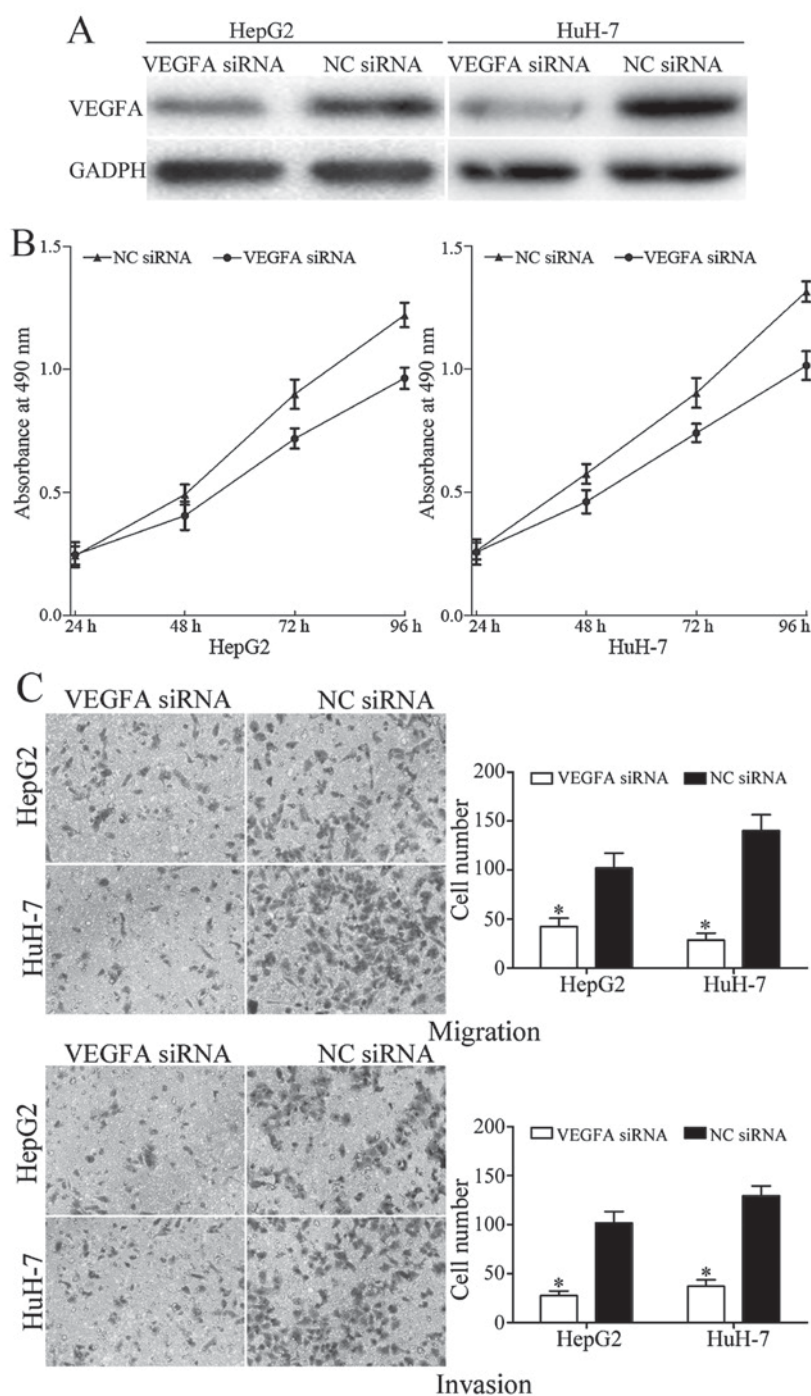 A
HepG2 HuH-7
VEGFA siRNA NC siRNA VEGFA siRNA NC siRNA
VEGFA
GADPH
B
1.5
1.0
0.5
0.0
Absorbance at 490 nm
NC siRNA VEGFA siRNA
24 h 48 h 72 h 96 h
HepG2
1.5
1.0
0.5
0.0
Absorbance at 490 nm
NC siRNA VEGFA siRNA
24 h 48 h 72 h 96 h
HuH-7
C
VEGFA siRNA NC siRNA
HepG2
HuH-7
200
150
100
50
0
Cell number
VEGFA siRNA NC siRNA
* *
HepG2 HuH-7
Migration
VEGFA siRNA NC siRNA
HepG2
HuH-7
200
150
100
50
0
Cell number
VEGFA siRNA NC siRNA
* *
HepG2 HuH-7
Invasion